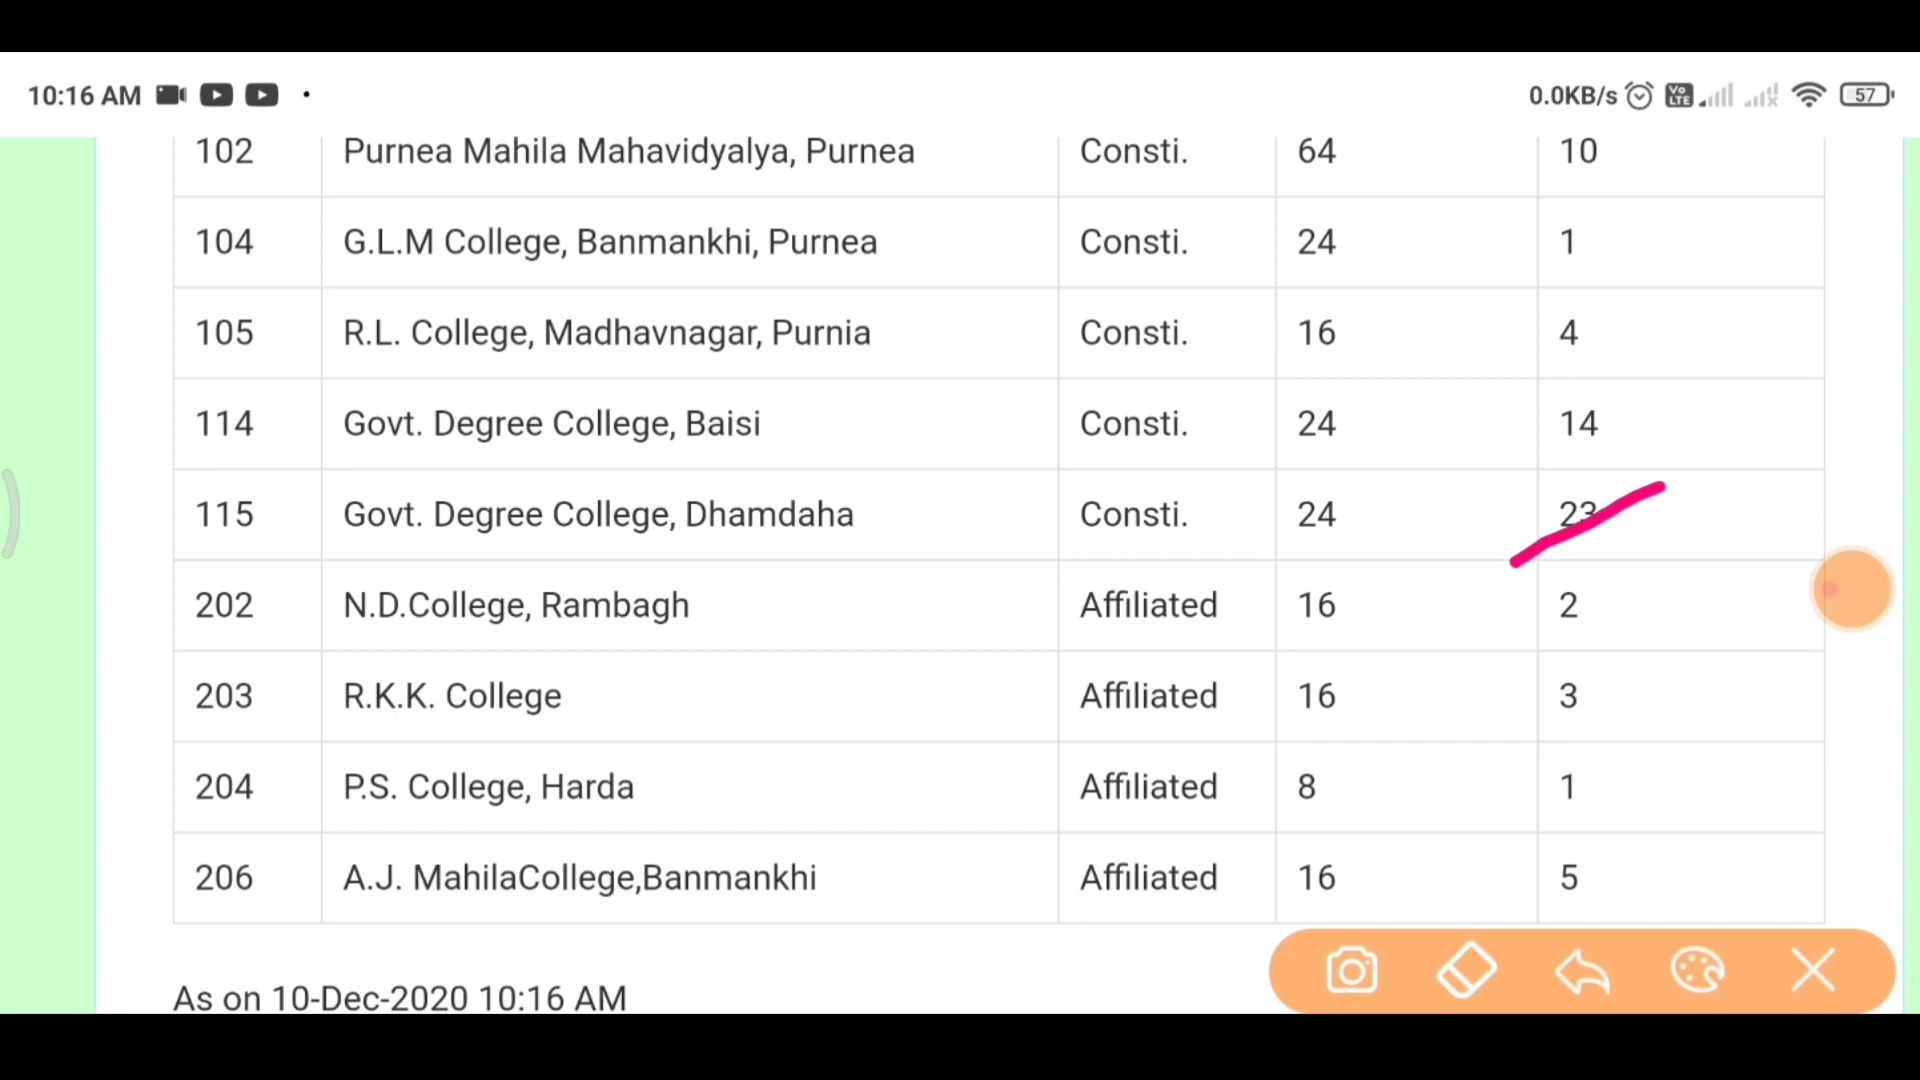 10:16 AM 0.0KB/s Vo LTE 57
102 Purnea Mahila Mahavidyalya, Purnea Consti. 64 10
104 G.L.M College, Banmankhi, Purnea Consti. 24 1
105 R.L. College, Madhavnagar, Purnia Consti. 16 4
114 Govt. Degree College, Baisi Consti. 24 14
115 Govt. Degree College, Dhamdaha Consti. 24 23
202 N.D.College, Rambagh Affiliated 16 2
203 R.K.K. College Affiliated 16 3
204 P.S. College, Harda Affiliated 8 1
206 A.J. MahilaCollege,Banmankhi Affiliated 16 5
As on 10-Dec-2020 10:16 AM